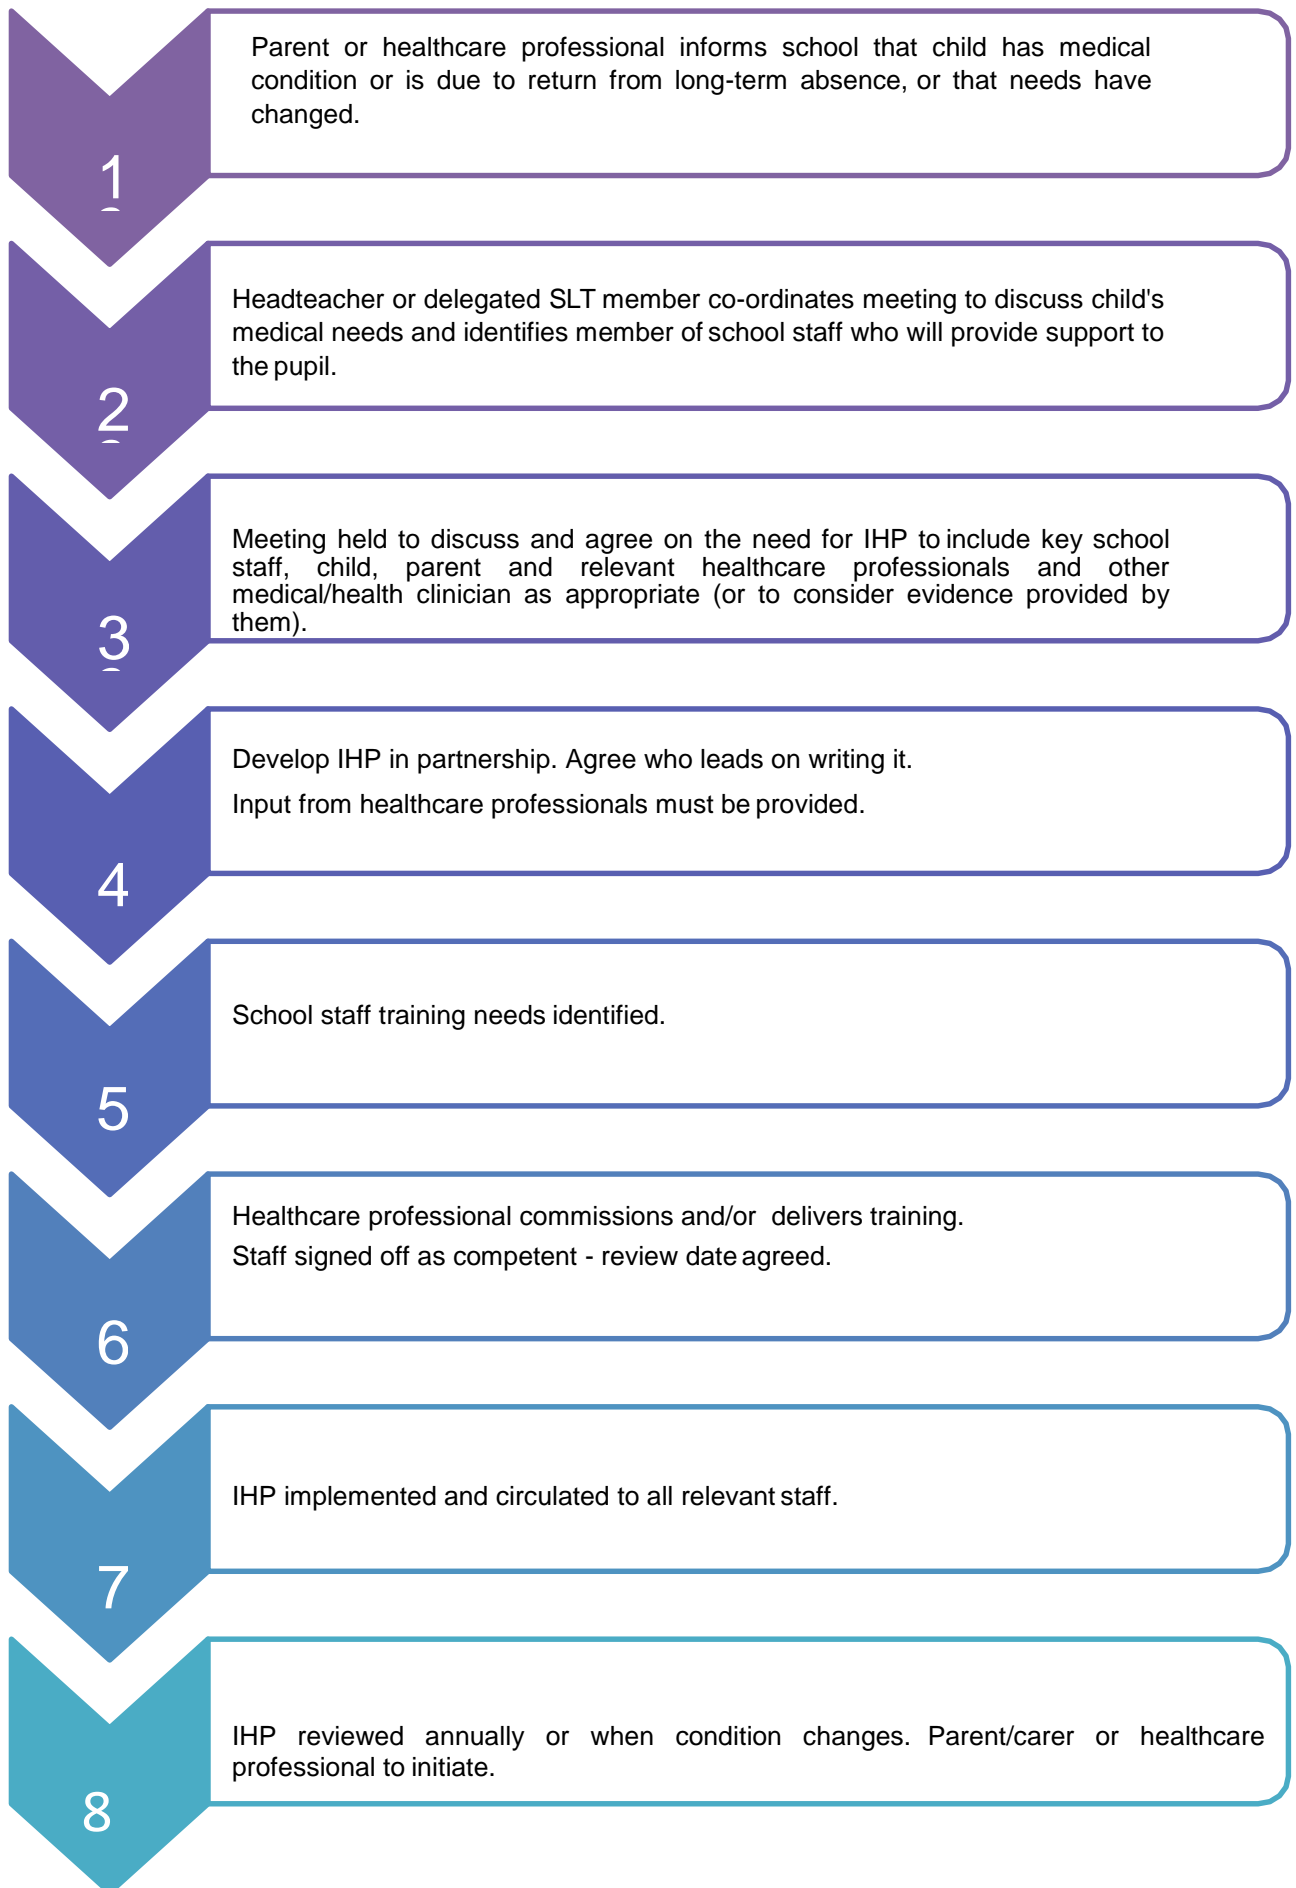 Parent or healthcare professional informs school that child has medical
condition or is due to return from long-term absence, or that needs have
changed.
1
Headteacher or delegated SLT member co-ordinates meeting to discuss child's
medical needs and identifies member of school staff who will provide support to
the pupil.
2
Meeting held to discuss and agree on the need for IHP to include key school
staff, child, parent and relevant healthcare professionals and other
medical/health clinician as appropriate (or to consider evidence provided by
them).
3
Develop IHP in partnership. Agree who leads on writing it.
Input from healthcare professionals must be provided.
4
School staff training needs identified.
5
Healthcare professional commissions and/or delivers training.
Staff signed off as competent - review date agreed.
6
IHP implemented and circulated to all relevant staff.
7
IHP reviewed annually or when condition changes. Parent/carer or healthcare
professional to initiate.
8